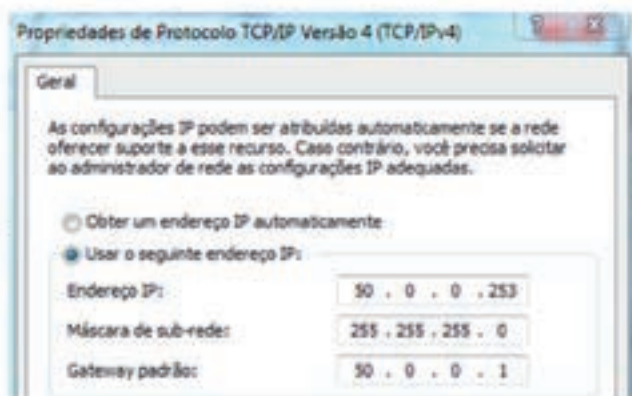 Propriedades de Protocolo TCP/IP Versão 4 (TCP/IPv4)
?
Geral
As configurações IP podem ser atribuídas automaticamente se a rede
oferecer suporte a esse recurso. Caso contrário, você precisa solicitar
ao administrador de rede as configurações IP adequadas.
Obter um endereço IP automaticamente
Usar o seguinte endereço IP:
Endereço IP: 50 . 0 . 0 . 253
Máscara de sub-rede: 255 . 255 . 255 . 0
Gateway padrão: 50 . 0 . 0 . 1